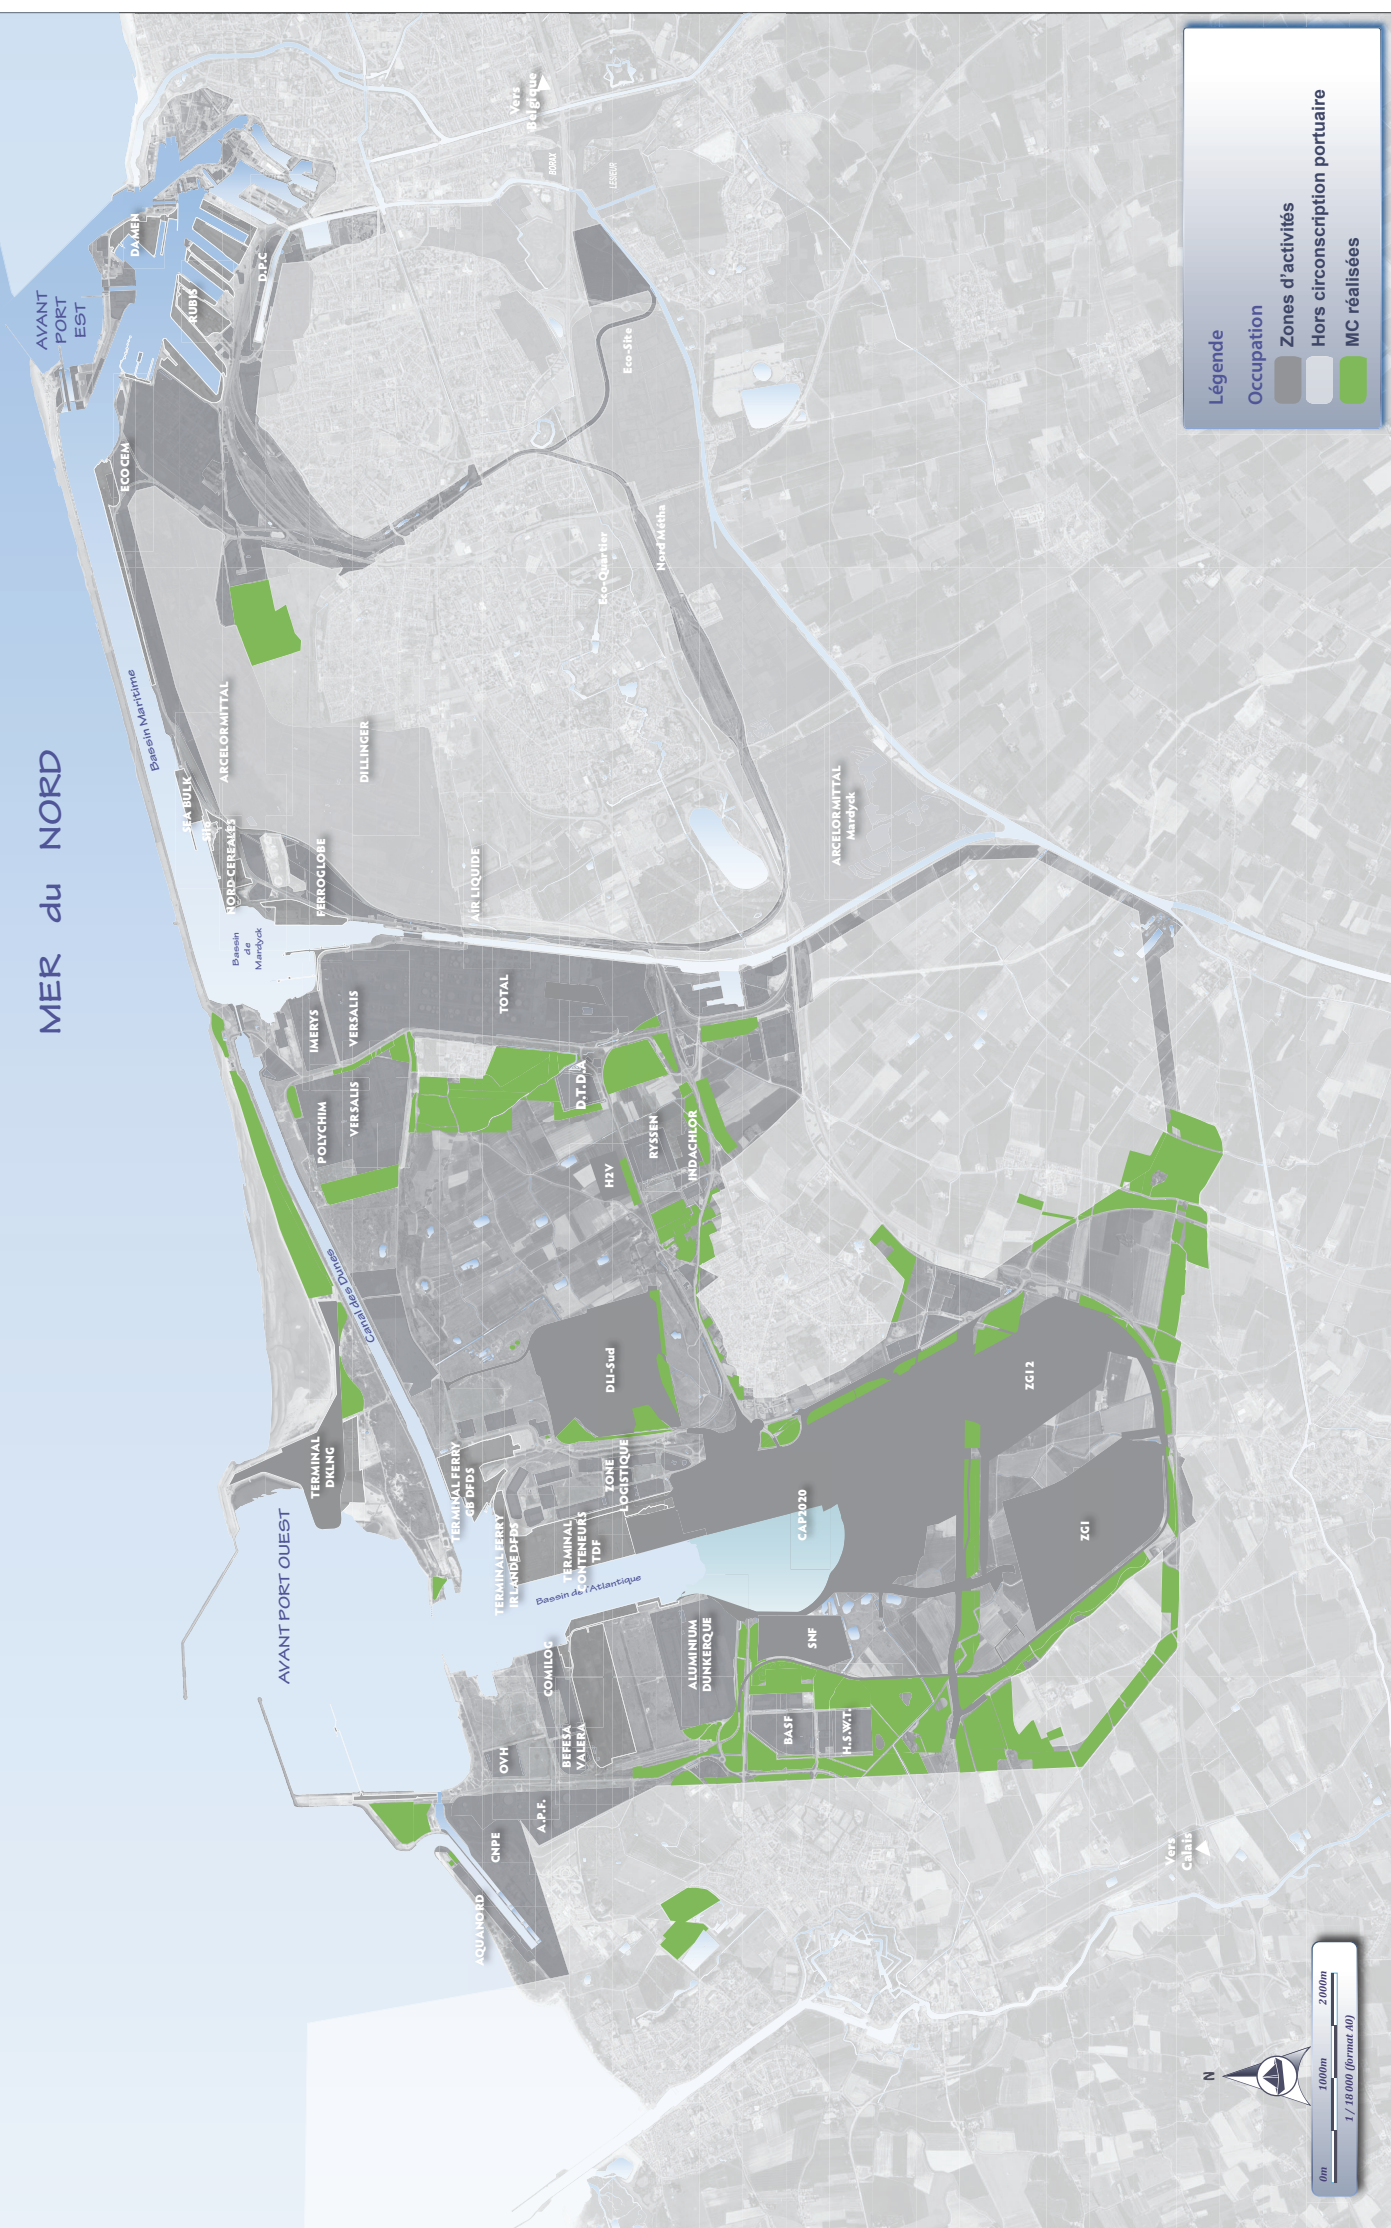 MER du NORD
AVANT
PORT
EST
DAMEN
RUBIS
D.P.C
ECOCEM
Bassin Maritime
ARCELORMITTAL
DILLINGER
SEA BULK
Silo
NORD CEREALES
FERROGLOBE
AIR LIQUIDE
Bassin
de
Mardyck
Vers
Belgique
BORAX
LESIEUR
Eco-Site
Eco-Quartier
Nord Métha
ARCELORMITTAL
Mardyck
IMERYS
VERSALIS
TOTAL
POLYCHIM
VERSALIS
D.T.D.A
RYSSEN
INDACHLOR
H2V
Canal des Dunes
DLI-Sud
TERMINAL
DKLNG
TERMINAL FERRY
GB DFDS
ZONE
LOGISTIQUE
TERMINAL FERRY
IRLANDE DFDS
TERMINAL
CONTENEURS
TDF
Bassin de l'Atlantique
CAP2020
ZGI 2
ZGI
AVANT PORT OUEST
COMILOG
ALUMINIUM
DUNKERQUE
SNF
OVH
BEFESA
VALERA
BASF
H.S.W.T.
A.P.F.
CNPE
AQUANORD
Vers
Calais
Légende
Occupation
Zones d'activités
Hors circonscription portuaire
MC réalisées
N
0m 1000m 2000m
1 / 18 000 (format A0)